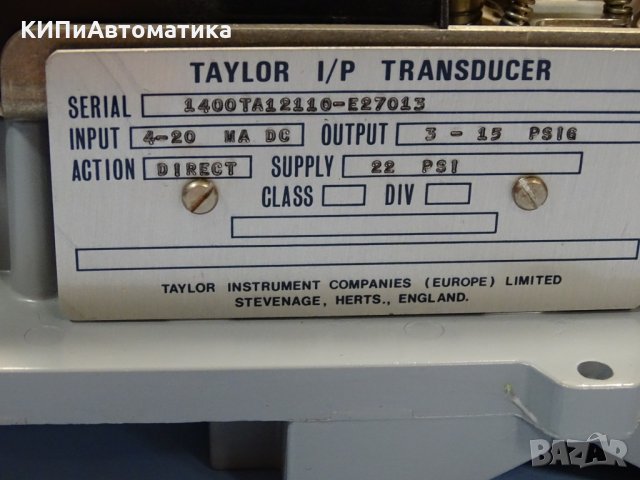 КИПиАвтоматика
TAYLOR I/P TRANSDUCER
SERIAL 1400TA12110-E27013
INPUT 4-20 MA DC OUTPUT 3 - 15 PSIG
ACTION DIRECT SUPPLY 22 PSI
CLASS DIV
TAYLOR INSTRUMENT COMPANIES (EUROPE) LIMITED
STEVENAGE, HERTS., ENGLAND.
BAZAR